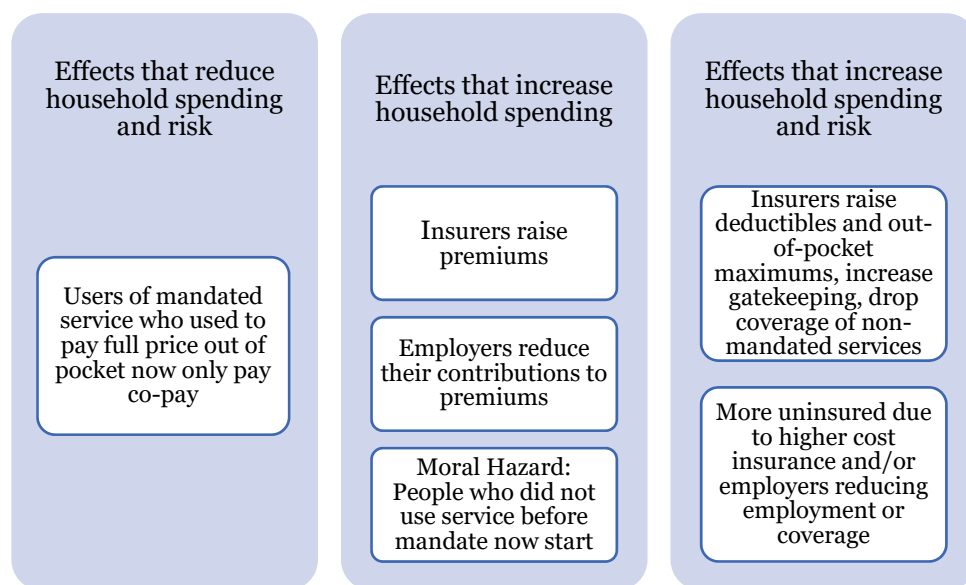 Effects that reduce
household spending
and risk
Users of mandated
service who used to
pay full price out of
pocket now only pay
co-pay
Effects that increase
household spending
Insurers raise
premiums
Employers reduce
their contributions to
premiums
Moral Hazard:
People who did not
use service before
mandate now start
Effects that increase
household spending
and risk
Insurers raise
deductibles and out-
of-pocket
maximums, increase
gatekeeping, drop
coverage of non-
mandated services
More uninsured due
to higher cost
insurance and/or
employers reducing
employment or
coverage